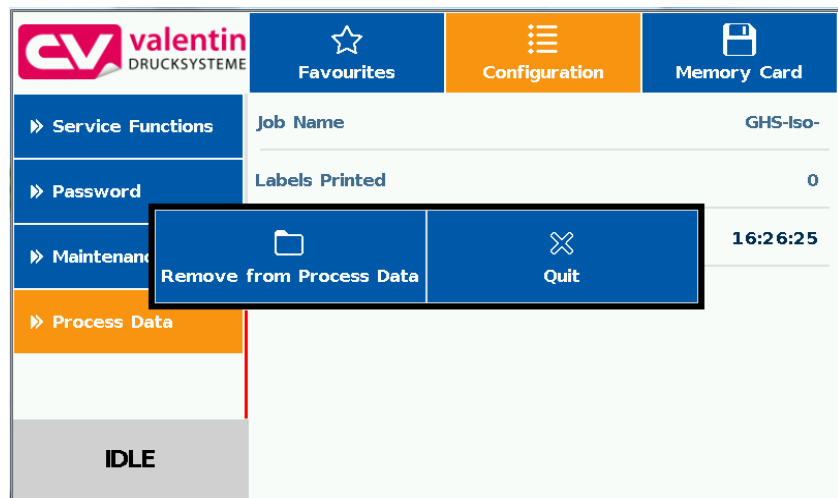 valentin
DRUCKSYSTEME
Favourites
Configuration
Memory Card
Service Functions
Job Name
GHS-Iso-
Password
Labels Printed
0
16:26:25
Remove from Process Data
Quit
Process Data
IDLE